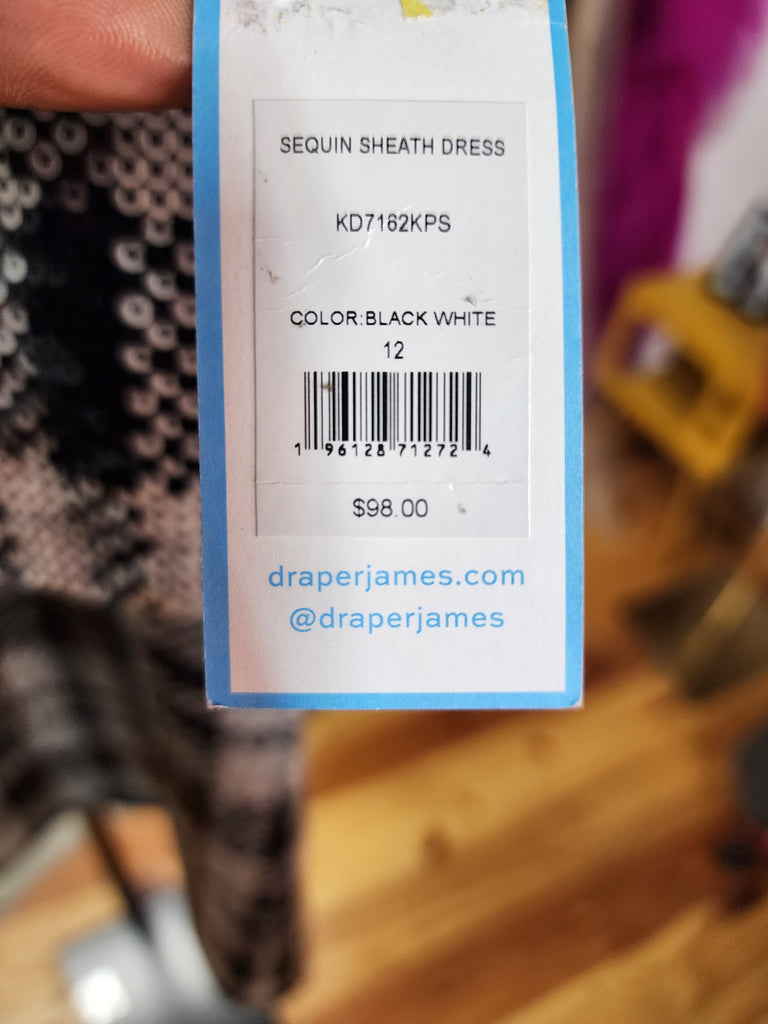 SEQUIN SHEATH DRESS
KD7162KPS
COLOR:BLACK WHITE
12
1 96128 71272 4
$98.00
draperjames.com
@draperjames